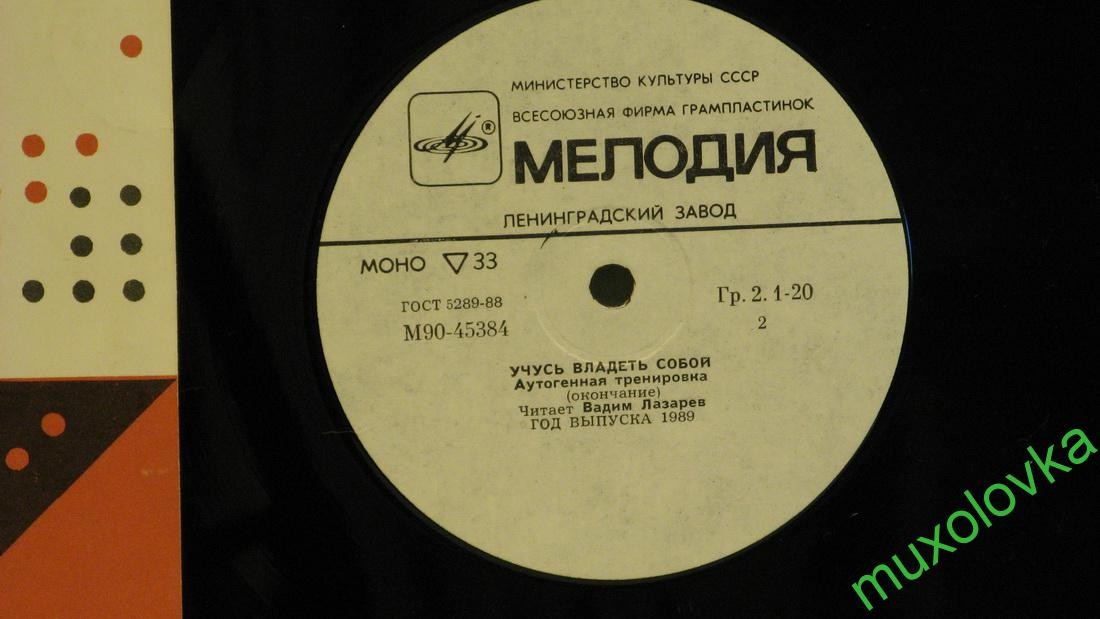 МИНИСТЕРСТВО КУЛЬТУРЫ СССР
ВСЕСОЮЗНАЯ ФИРМА ГРАМПЛАСТИНОК
®
МЕЛОДИЯ
ЛЕНИНГРАДСКИЙ ЗАВОД
МОНО ▽ 33
ГОСТ 5289-88
М90-45384
Гр. 2. 1-20
2
УЧУСЬ ВЛАДЕТЬ СОБОЙ
Аутогенная тренировка
(окончание)
Читает Вадим Лазарев
ГОД ВЫПУСКА 1989
muxolovka